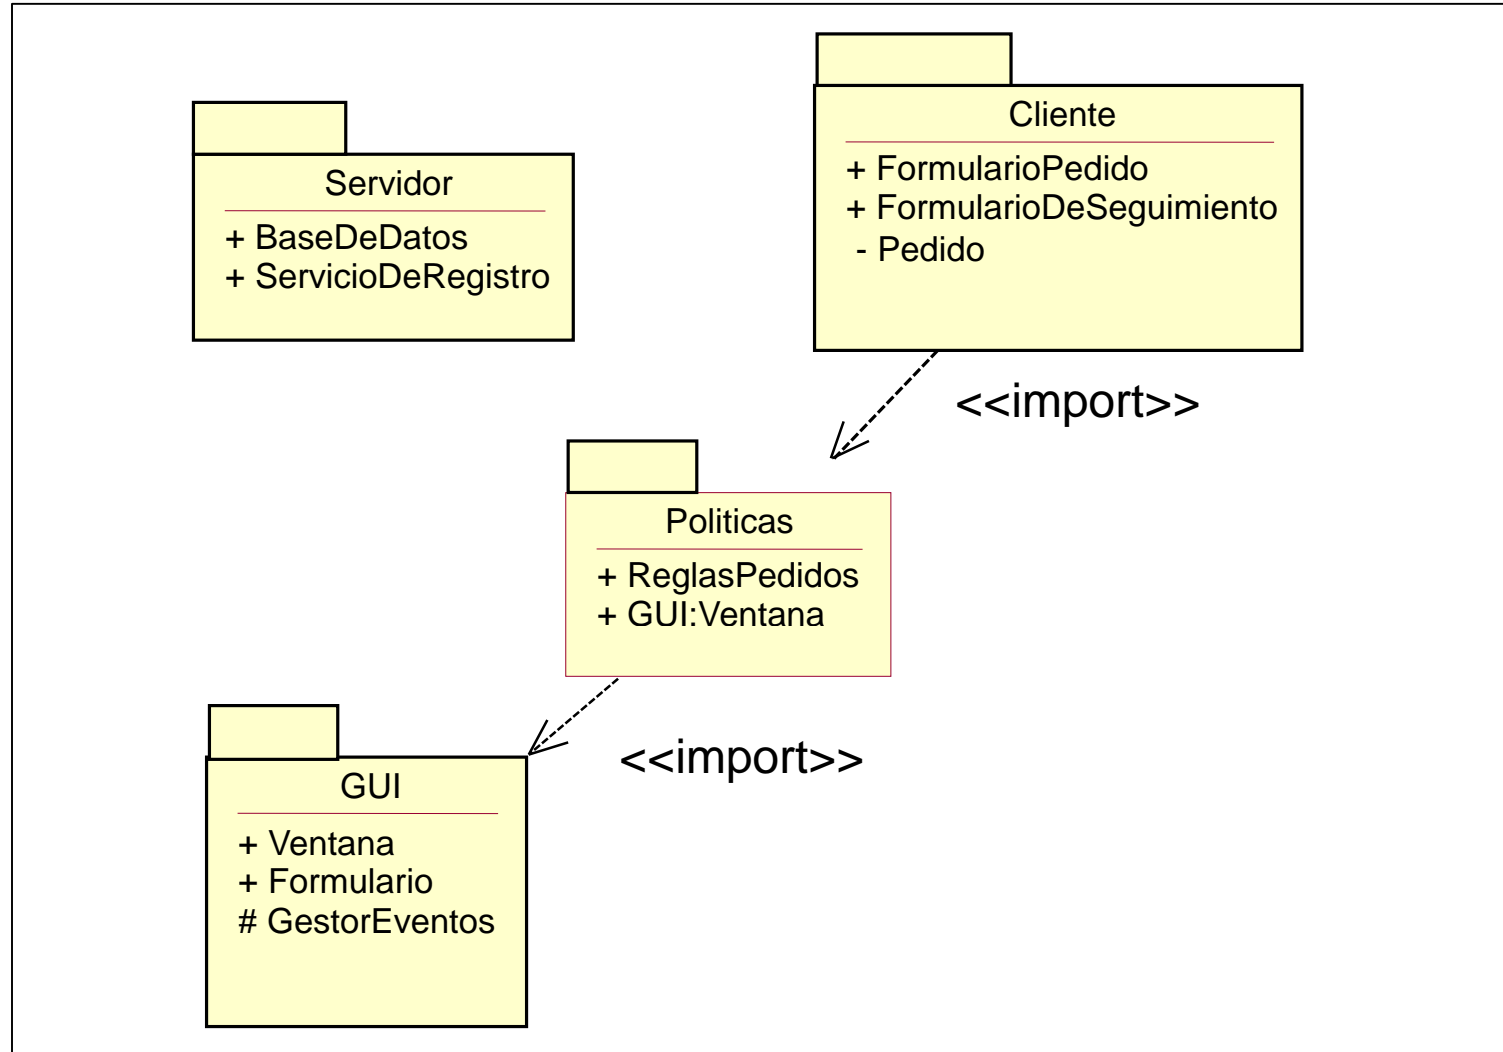 Cliente
+ FormularioPedido
+ FormularioDeSeguimiento
- Pedido
Servidor
+ BaseDeDatos
+ ServicioDeRegistro
<<import>>
Politicas
+ ReglasPedidos
+ GUI:Ventana
<<import>>
GUI
+ Ventana
+ Formulario
# GestorEventos